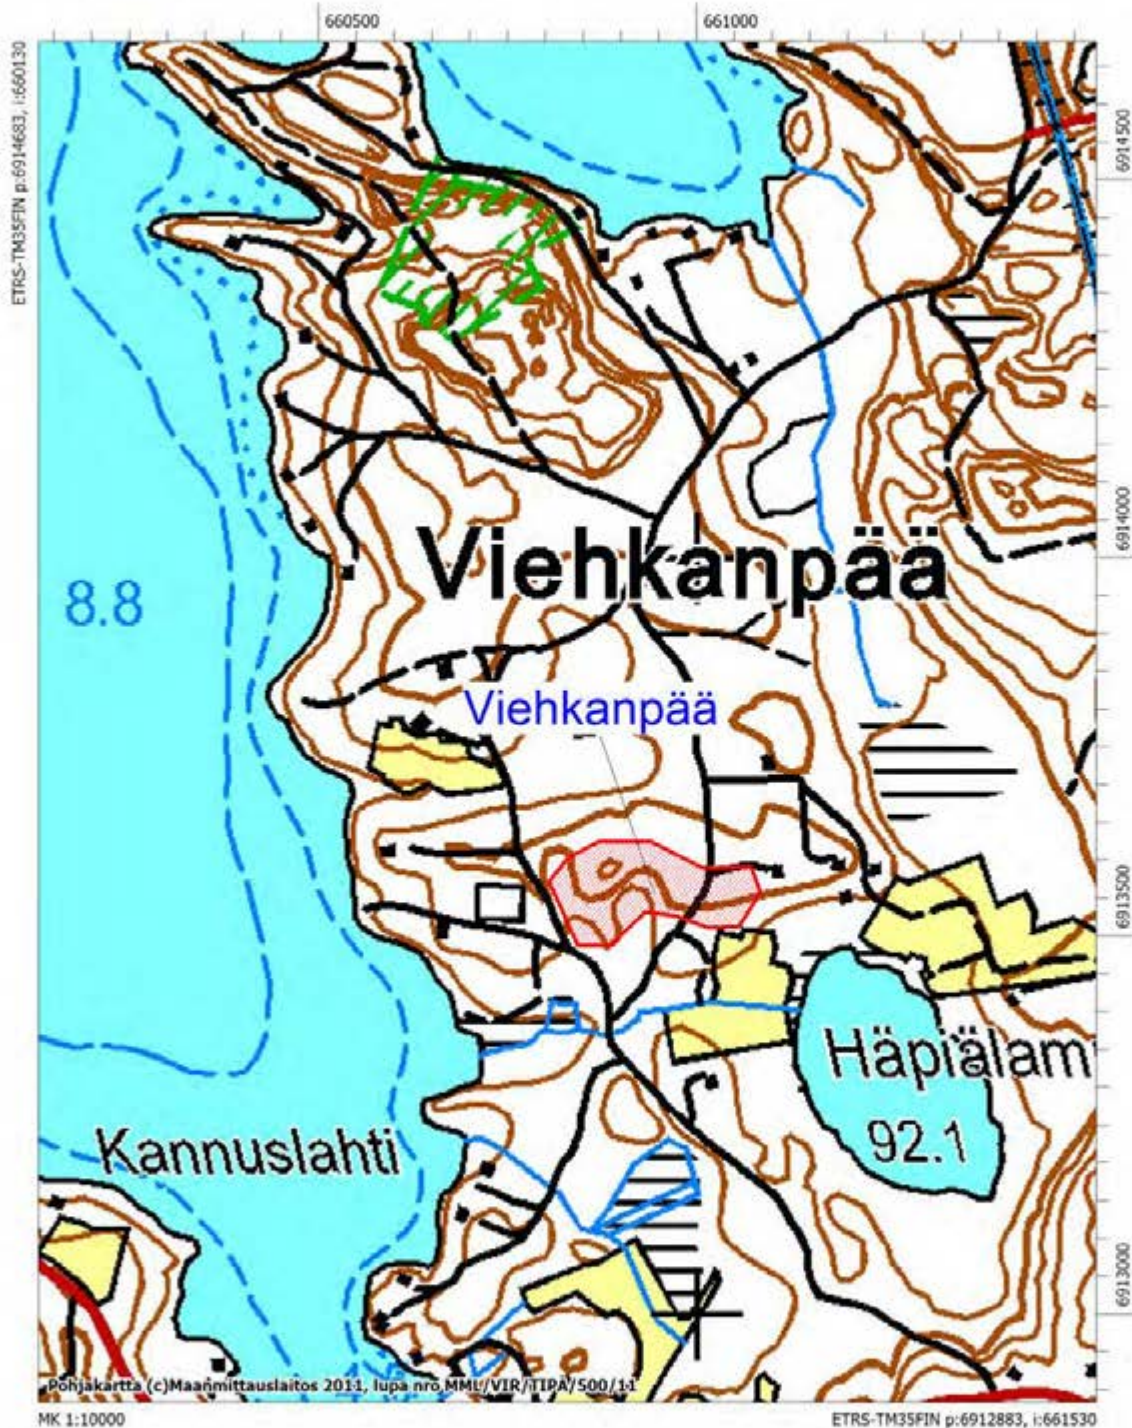 660500
661000
ETRS-TM35FIN p:6914683, i:660130
6914500
6914000
Viehkanpää
8.8
Viehkanpää
6913500
Häpiälam
92.1
Kannuslahti
6913000
Pohjakartta (c)Maanmittauslaitos 2011, lupa nro MML/VIR/TIPA/500/11
MK 1:10000
ETRS-TM35FIN p:6912883, i:661530